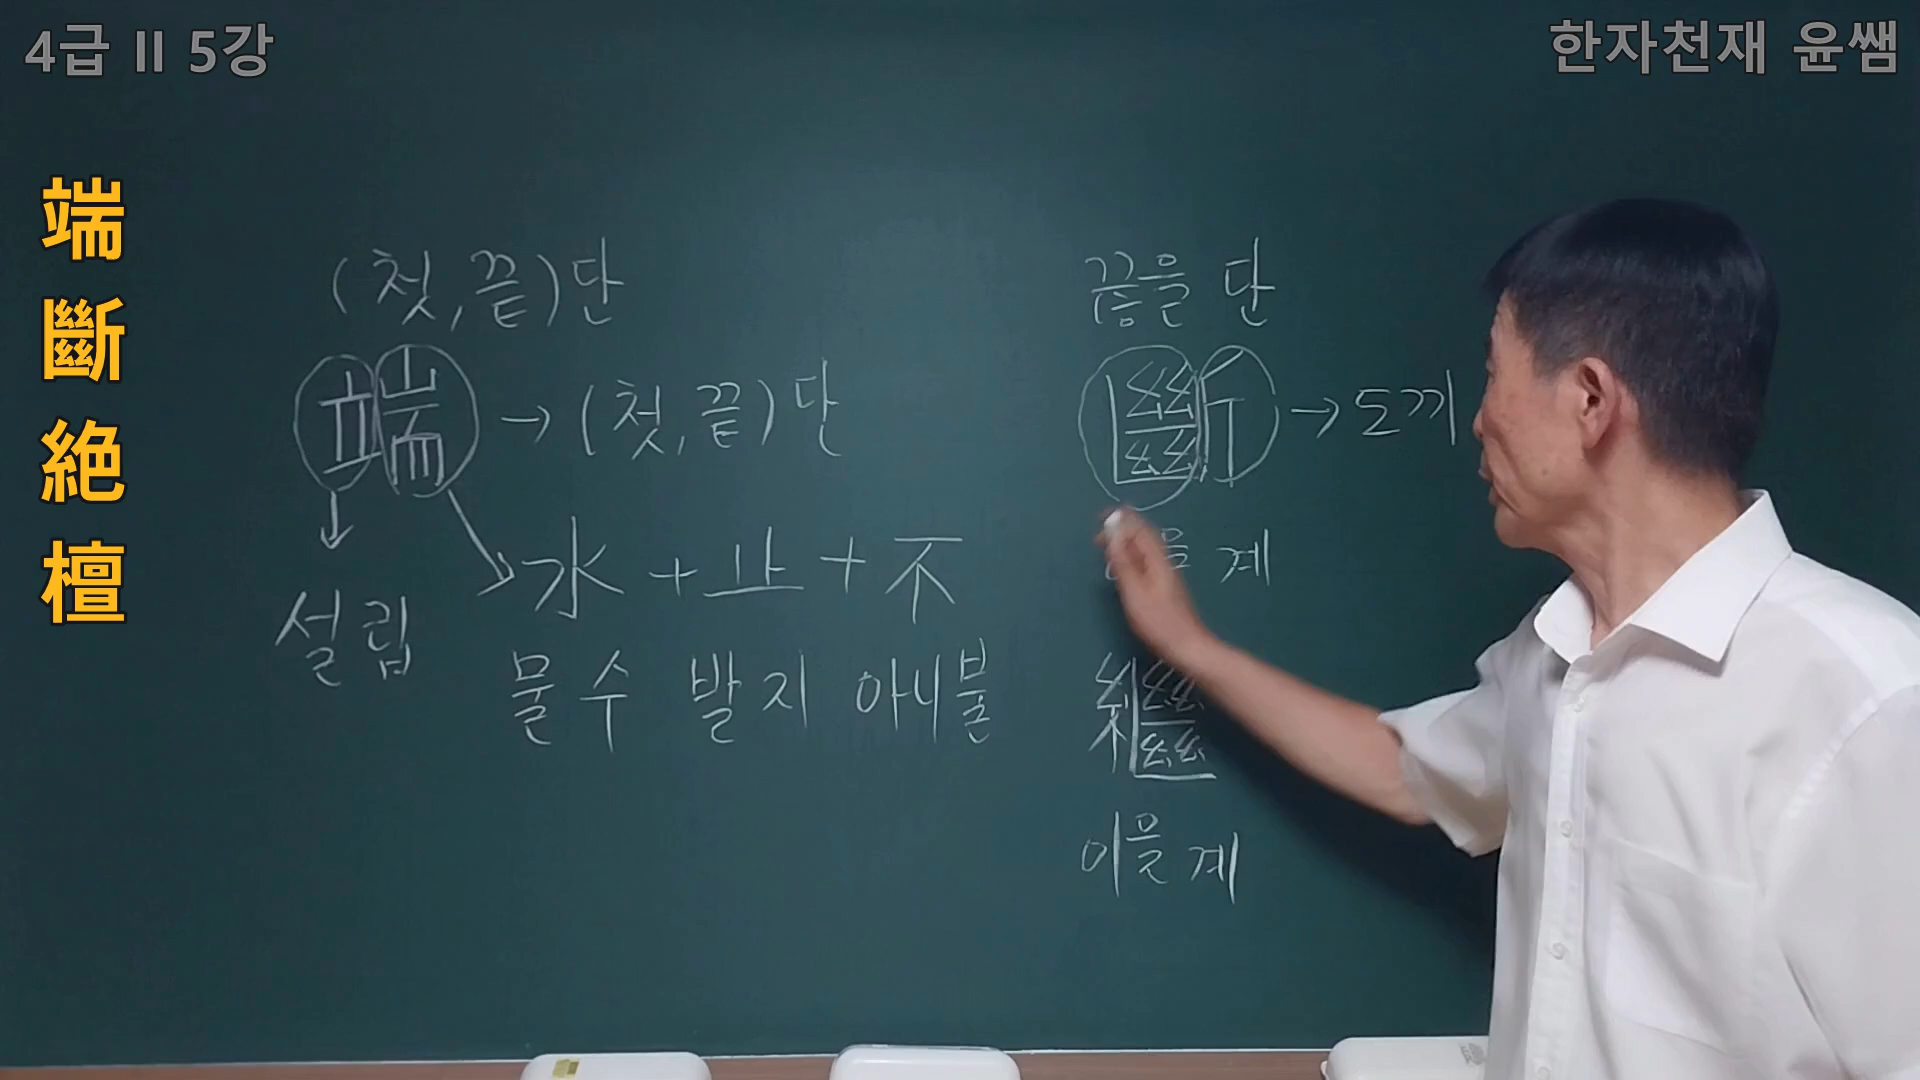 4급 II 5강
한자천재 윤쌤
端
斷
絶
檀
(첫,끝)단
端 → (첫,끝)단
설립
水 + 止 + 不
물수 발지 아니불
끊을 단
斷 → 도끼
을 계
繼
이을 계